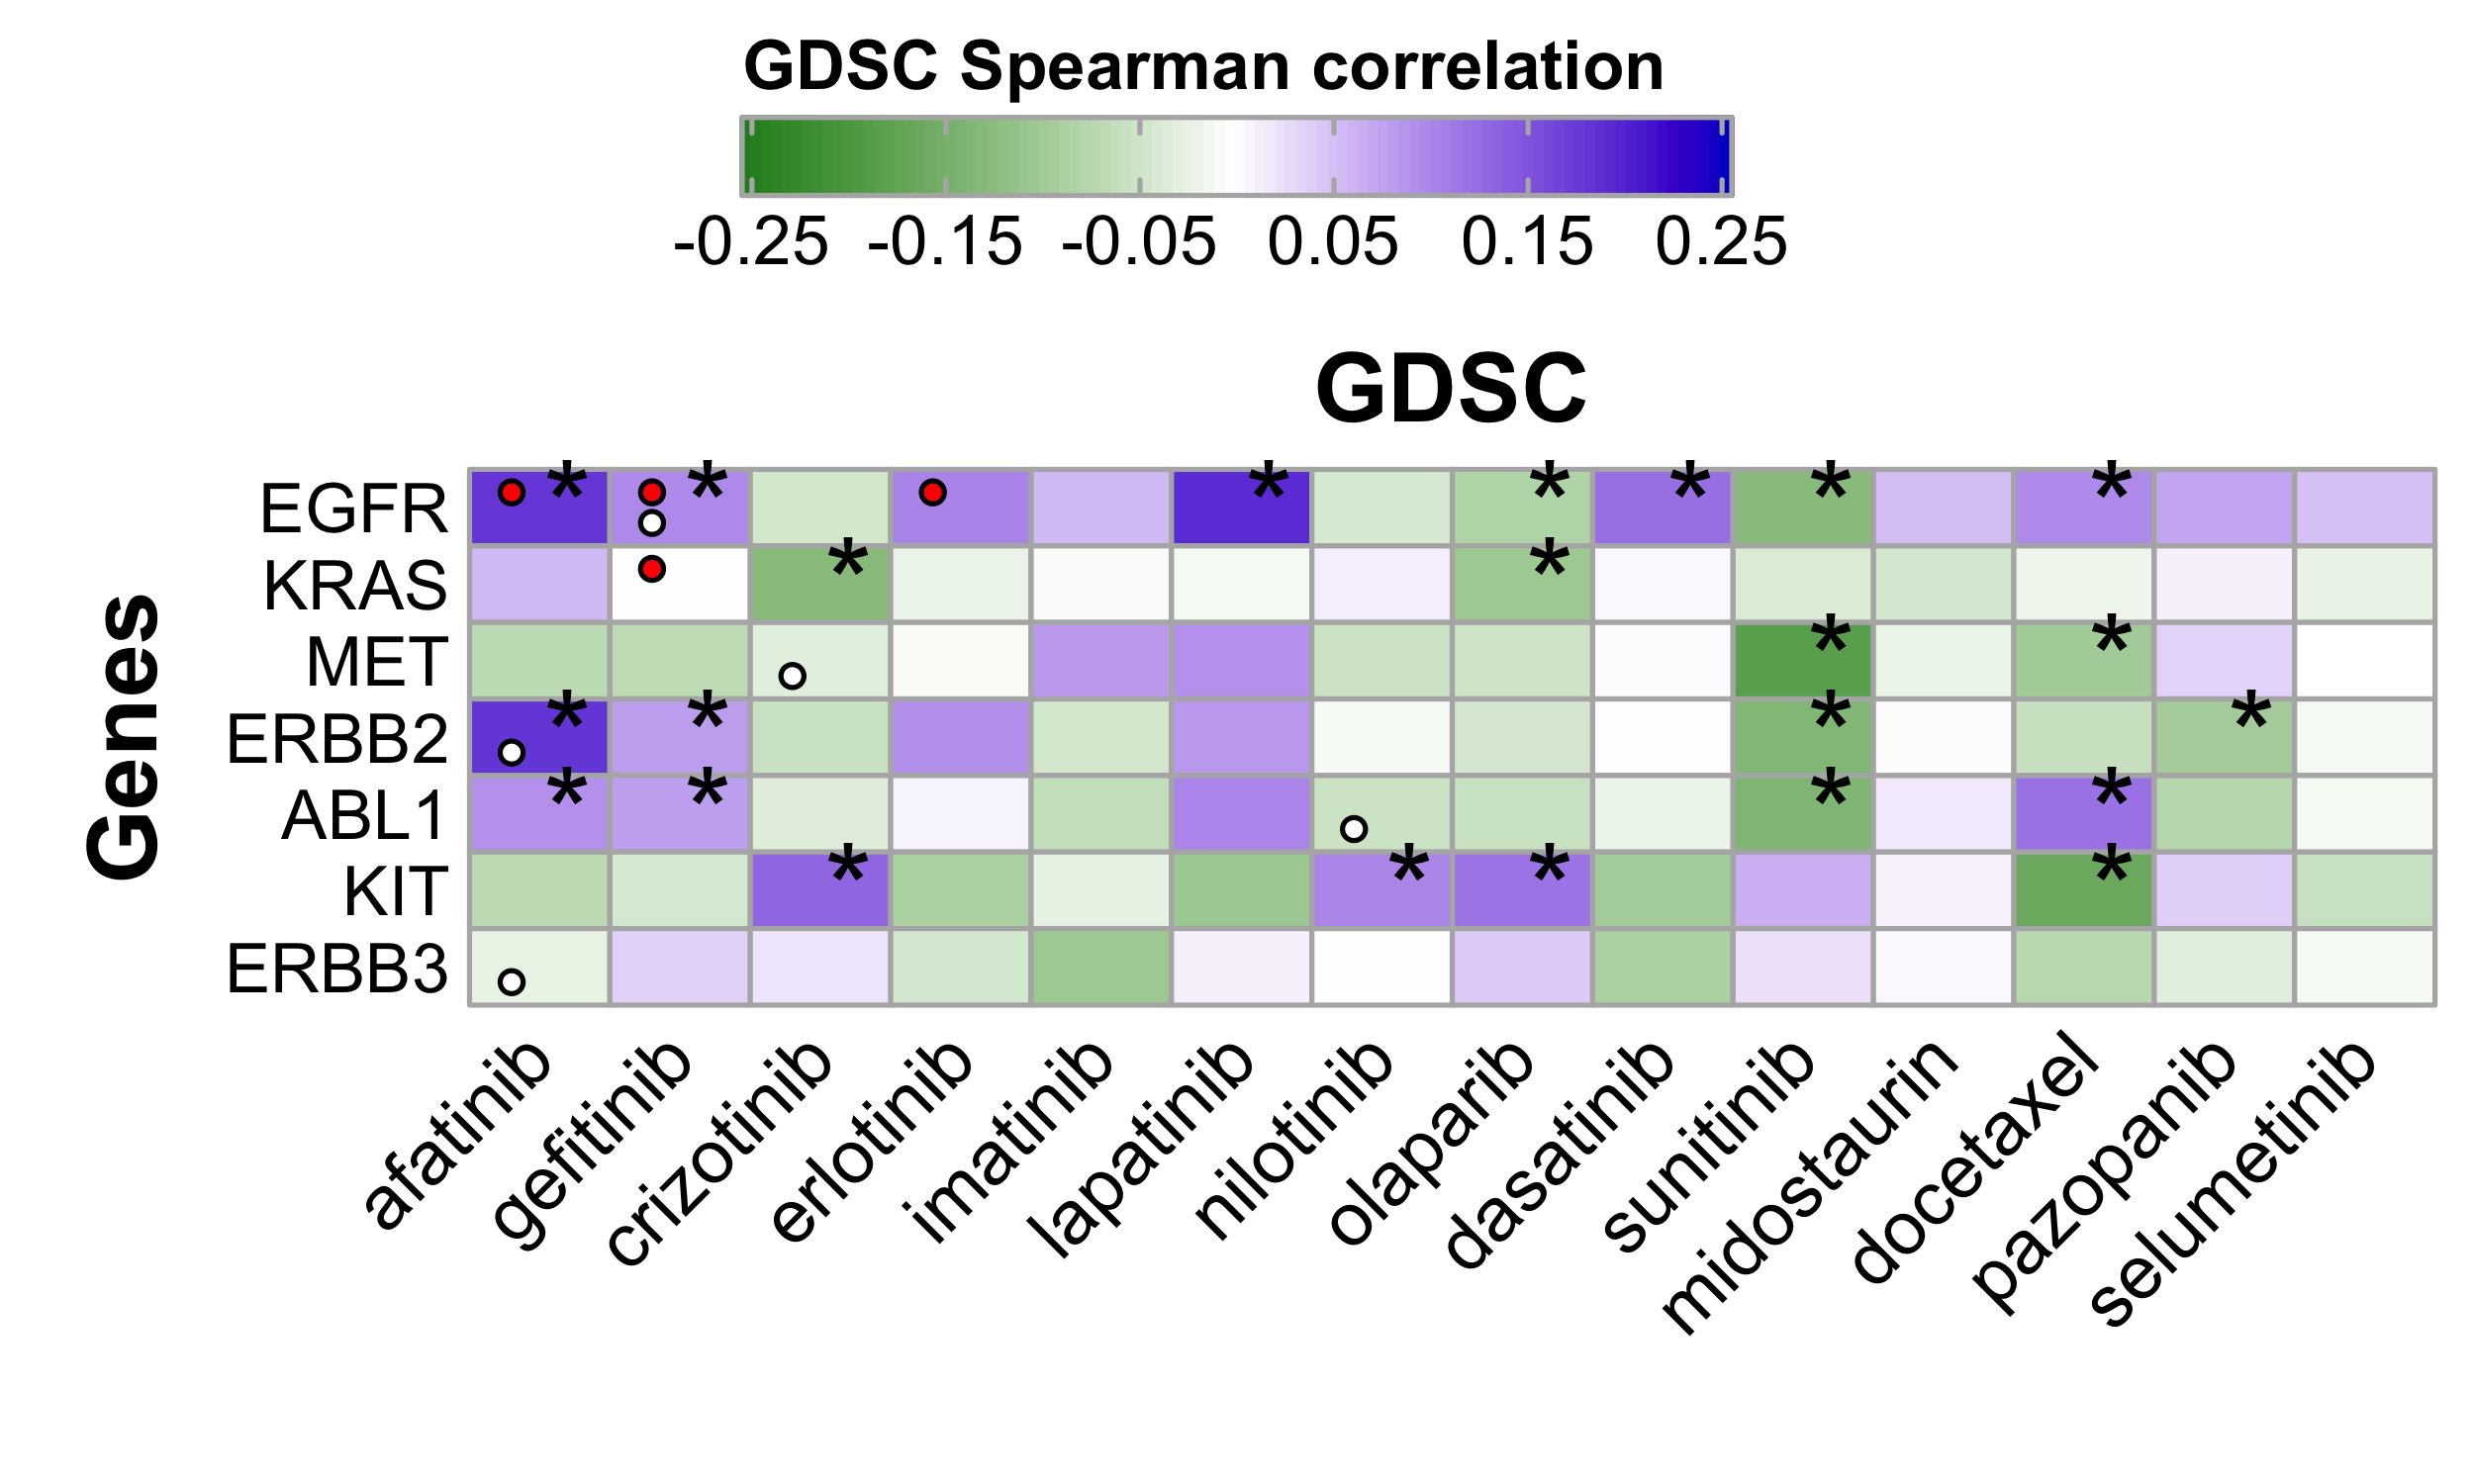 GDSC Spearman correlation
-0.25 -0.15 -0.05 0.05 0.15 0.25
GDSC
Genes
EGFR * * * * * * *
KRAS * *
MET * *
ERBB2 * * * *
ABL1 * * * *
KIT * * * *
ERBB3
afatinib
gefitinib
crizotinib
erlotinib
imatinib
lapatinib
nilotinib
olaparib
dasatinib
sunitinib
midostaurin
docetaxel
pazopanib
selumetinib